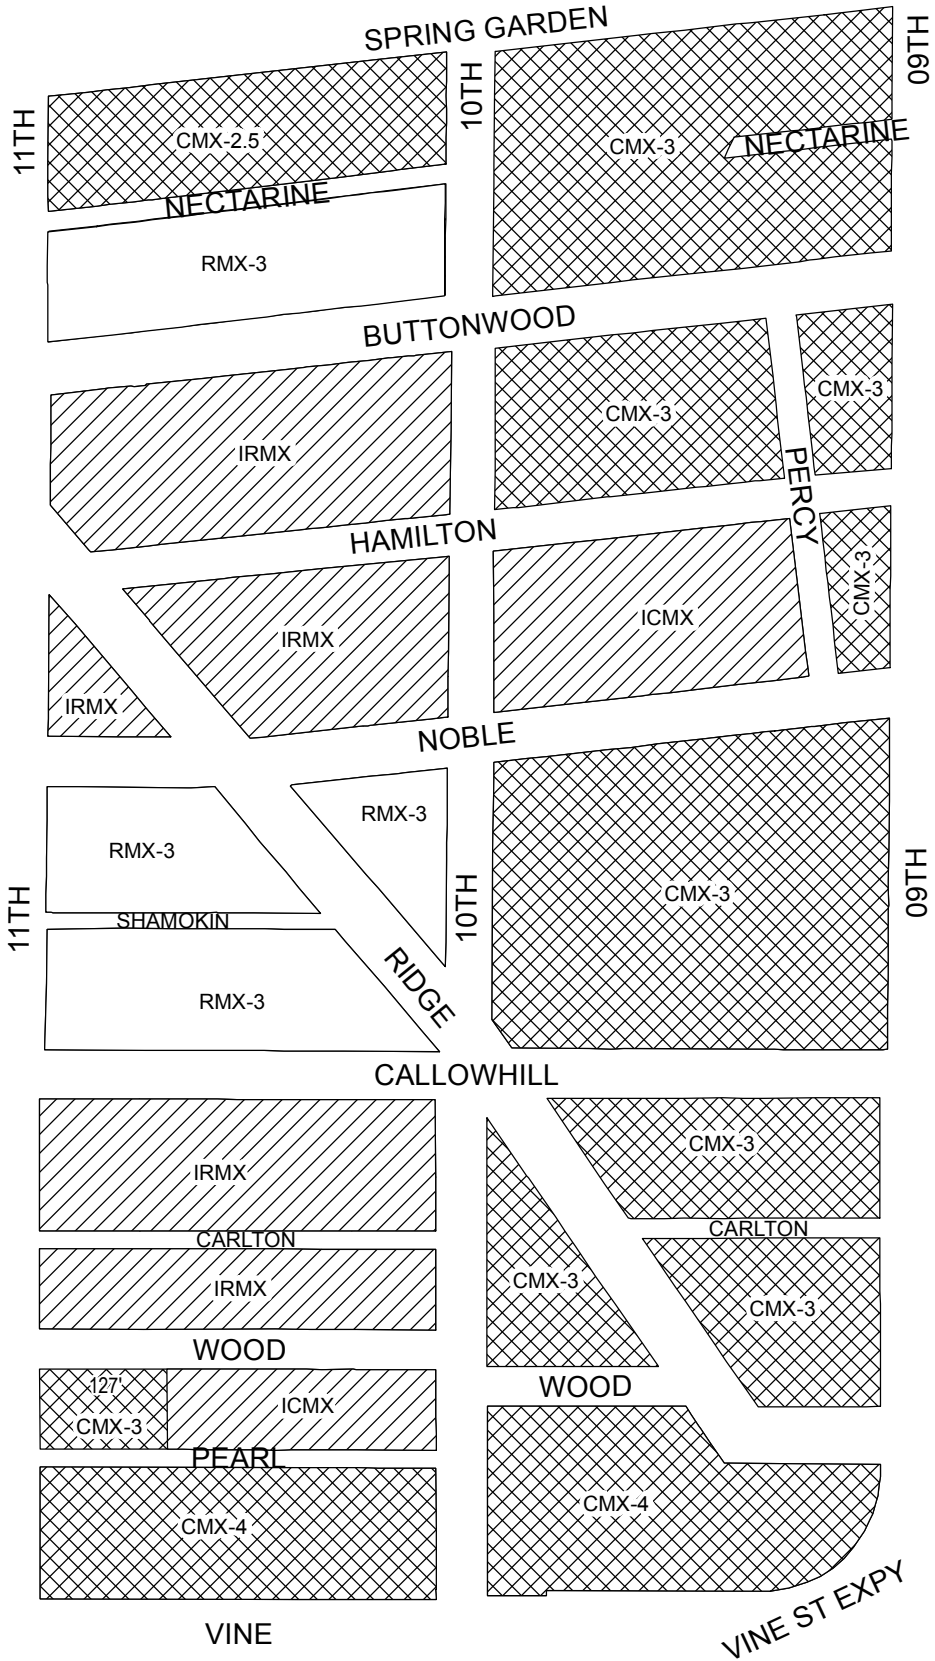 SPRING GARDEN
11TH
10TH
09TH
CMX-2.5
CMX-3
NECTARINE
NECTARINE
RMX-3
BUTTONWOOD
IRMX
CMX-3
CMX-3
PERCY
HAMILTON
IRMX
IRMX
ICMX
CMX-3
NOBLE
RMX-3
RMX-3
CMX-3
11TH
10TH
09TH
SHAMOKIN
RMX-3
RIDGE
CALLOWHILL
IRMX
CMX-3
CARLTON
CARLTON
IRMX
CMX-3
CMX-3
WOOD
WOOD
127'
CMX-3
ICMX
PEARL
CMX-4
CMX-4
VINE
VINE ST EXPY